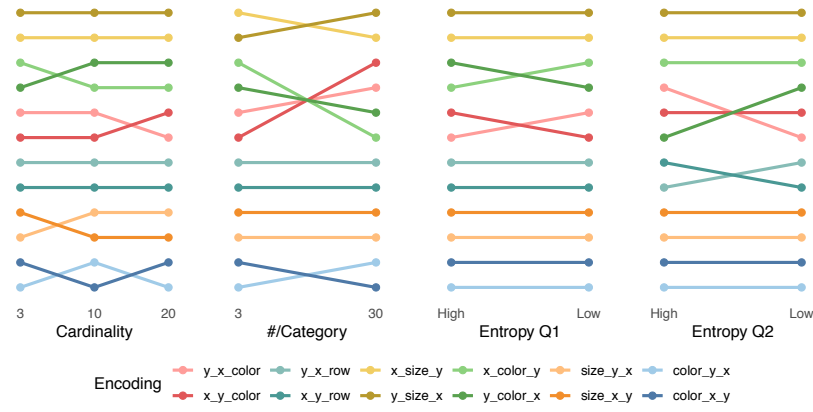 3 10 20 3 30 High Low High Low
Cardinality #/Category Entropy Q1 Entropy Q2
y_x_color y_x_row x_size_y x_color_y size_y_x color_y_x
Encoding
x_y_color x_y_row y_size_x y_color_x size_x_y color_x_y